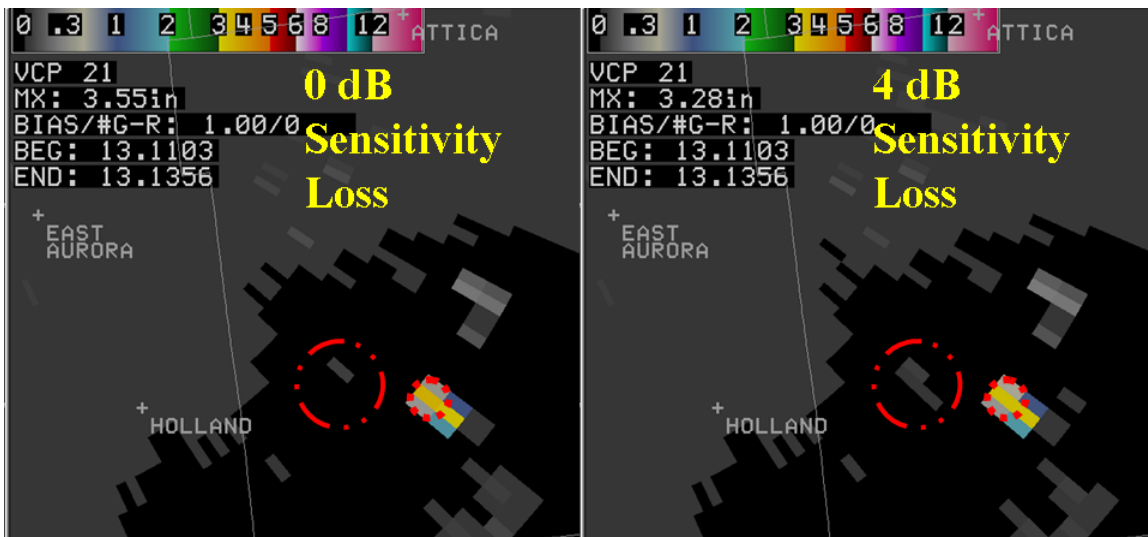 0 .3 1 2 3 4 5 6 8 12
ATTICA
VCP 21
MX: 3.55in
BIAS/#G-R: 1.00/0
BEG: 13.1103
END: 13.1356
0 dB
Sensitivity
Loss
EAST
AURORA
HOLLAND
0 .3 1 2 3 4 5 6 8 12
ATTICA
VCP 21
MX: 3.28in
BIAS/#G-R: 1.00/0
BEG: 13.1103
END: 13.1356
4 dB
Sensitivity
Loss
EAST
AURORA
HOLLAND